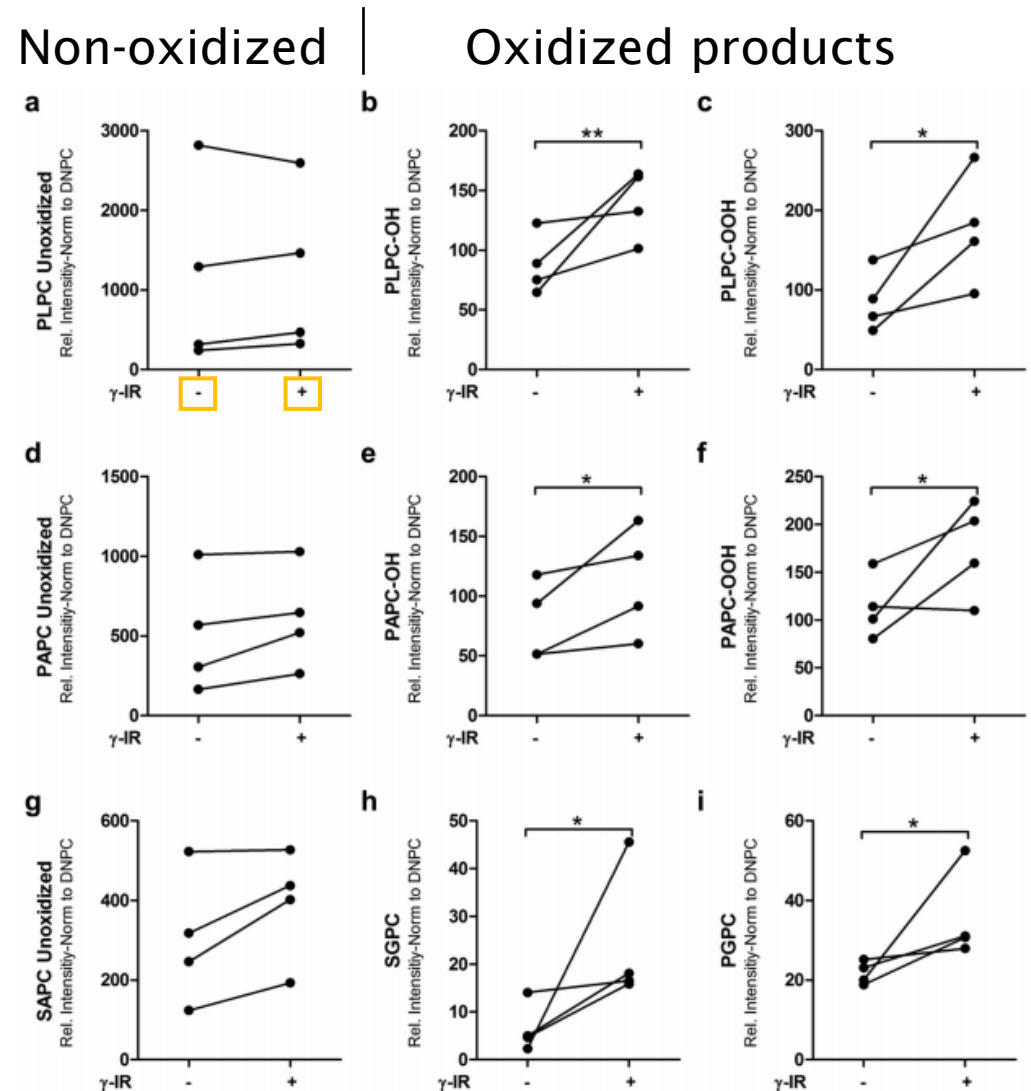 Non-oxidized | Oxidized products
a
PLPC Unoxidized
Rel. Intensitiy-Norm to DNPC
3000
2000
1000
0
γ-IR - +
b
PLPC-OH
Rel. Intensitiy-Norm to DNPC
200
150
100
50
0
**
γ-IR - +
c
PLPC-OOH
Rel. Intensitiy-Norm to DNPC
300
200
100
0
*
γ-IR - +
d
PAPC Unoxidized
Rel. Intensitiy-Norm to DNPC
1500
1000
500
0
γ-IR - +
e
PAPC-OH
Rel. Intensitiy-Norm to DNPC
200
150
100
50
0
*
γ-IR - +
f
PAPC-OOH
Rel. Intensitiy-Norm to DNPC
250
200
150
100
50
0
*
γ-IR - +
g
SAPC Unoxidized
Rel. Intensitiy-Norm to DNPC
600
400
200
0
γ-IR - +
h
SGPC
Rel. Intensitiy-Norm to DNPC
50
40
30
20
10
0
*
γ-IR - +
i
PGPC
Rel. Intensitiy-Norm to DNPC
60
40
20
0
*
γ-IR - +